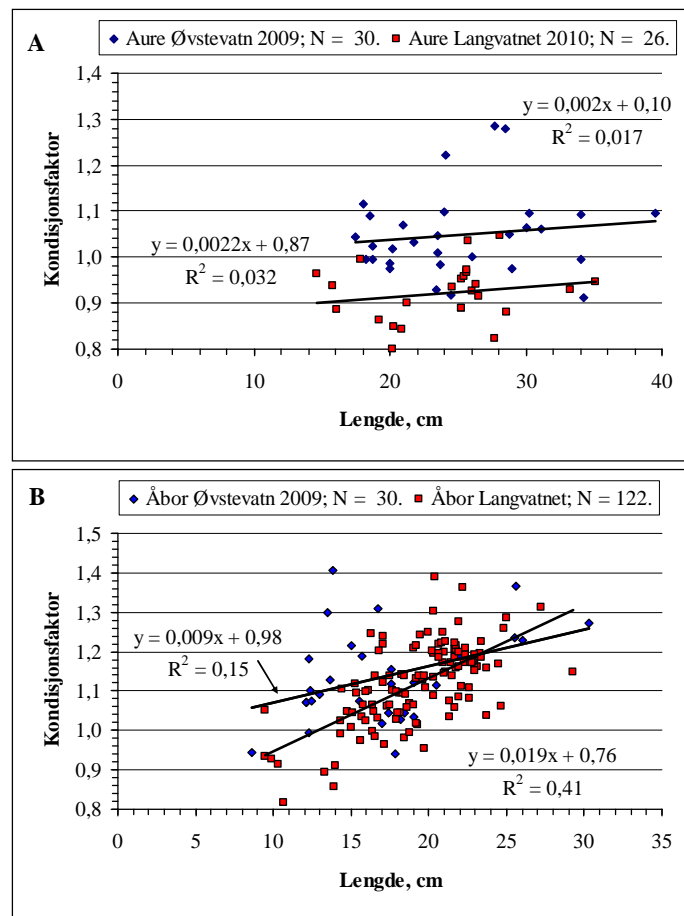 A
Aure Øvstevatn 2009; N = 30. Aure Langvatnet 2010; N = 26.
1,4
1,3
1,2
1,1
1,0
0,9
0,8
y = 0,002x + 0,10
R² = 0,017
y = 0,0022x + 0,87
R² = 0,032
Kondisjonsfaktor
0 10 20 30 40
Lengde, cm
B
Åbor Øvstevatn 2009; N = 30. Åbor Langvatnet; N = 122.
1,5
1,4
1,3
1,2
1,1
1,0
0,9
0,8
y = 0,009x + 0,98
R² = 0,15
y = 0,019x + 0,76
R² = 0,41
Kondisjonsfaktor
0 5 10 15 20 25 30 35
Lengde, cm